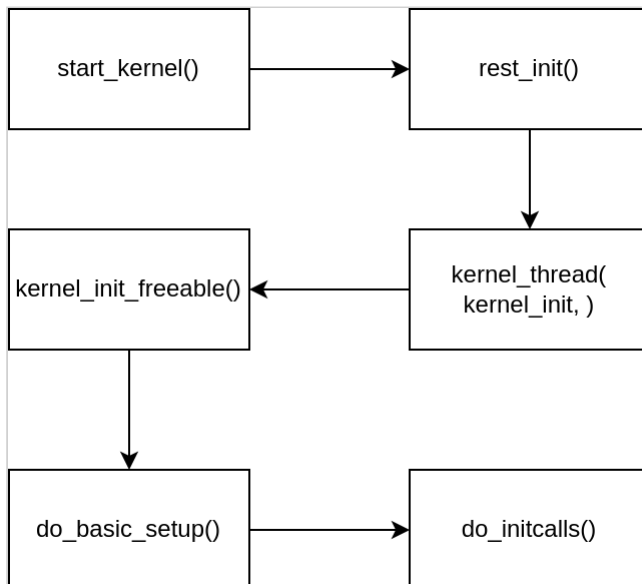 start_kernel()
rest_init()
kernel_thread(
kernel_init, )
kernel_init_freeable()
do_basic_setup()
do_initcalls()